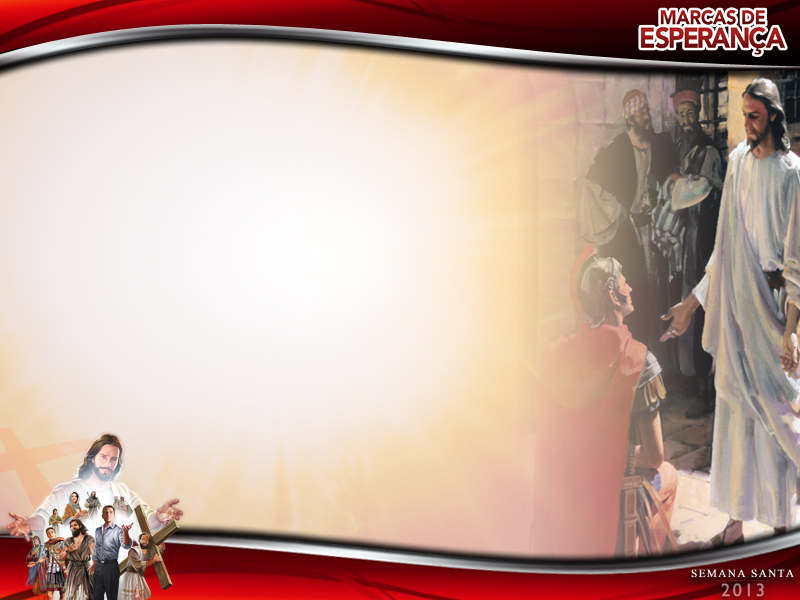 MARCAS DE
ESPERANÇA
SEMANA SANTA
2013